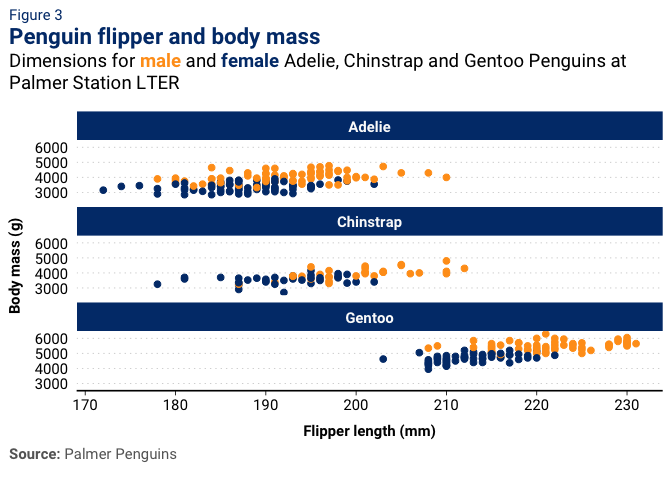 Figure 3
Penguin flipper and body mass
Dimensions for male and female Adelie, Chinstrap and Gentoo Penguins at
Palmer Station LTER
Adelie
6000
5000
4000
3000
Chinstrap
6000
5000
4000
3000
Body mass (g)
Gentoo
6000
5000
4000
3000
170 180 190 200 210 220 230
Flipper length (mm)
Source: Palmer Penguins